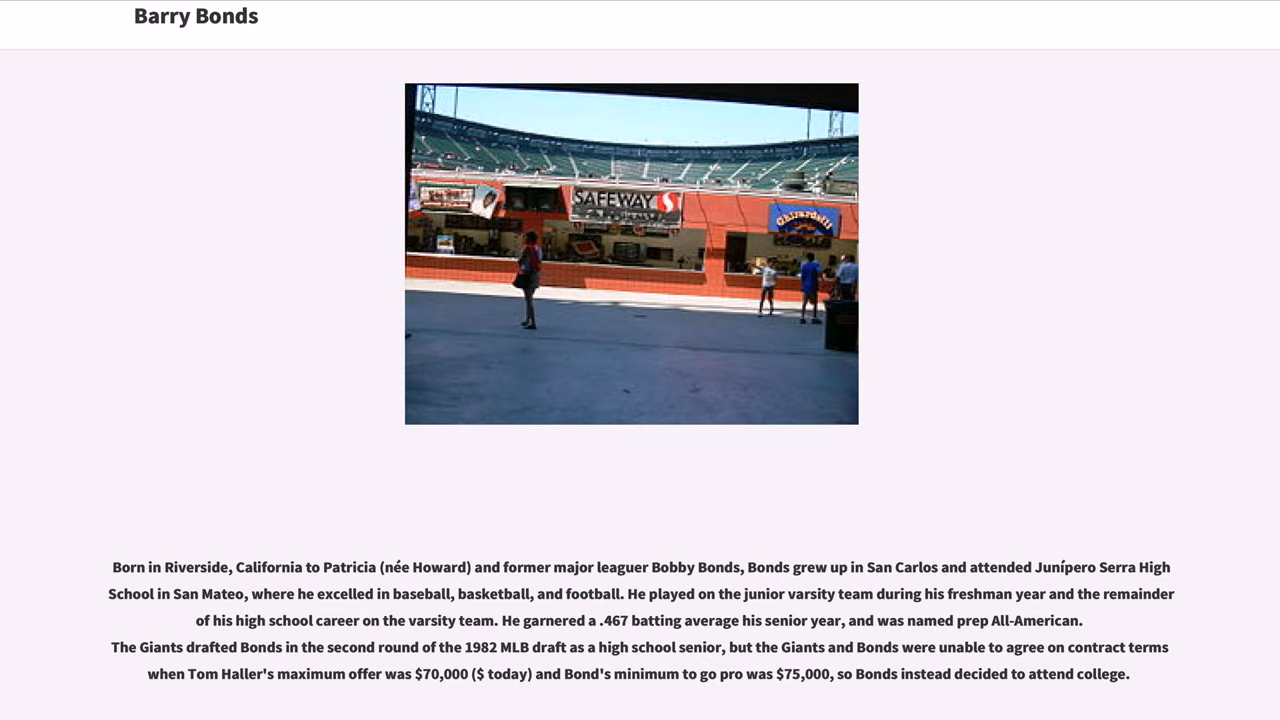 Barry Bonds
SAFEWAY
Ghirardelli
Born in Riverside, California to Patricia (née Howard) and former major leaguer Bobby Bonds, Bonds grew up in San Carlos and attended Junípero Serra High
School in San Mateo, where he excelled in baseball, basketball, and football. He played on the junior varsity team during his freshman year and the remainder
of his high school career on the varsity team. He garnered a .467 batting average his senior year, and was named prep All-American.
The Giants drafted Bonds in the second round of the 1982 MLB draft as a high school senior, but the Giants and Bonds were unable to agree on contract terms
when Tom Haller's maximum offer was $70,000 ($ today) and Bond's minimum to go pro was $75,000, so Bonds instead decided to attend college.